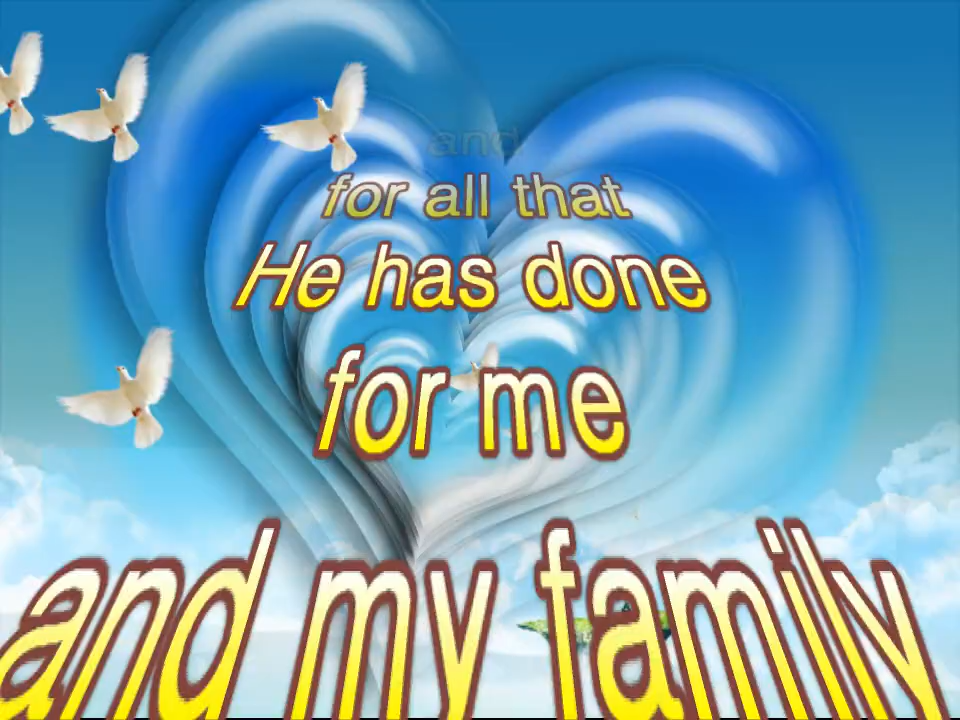 and
for all that
He has done
for me
and my family